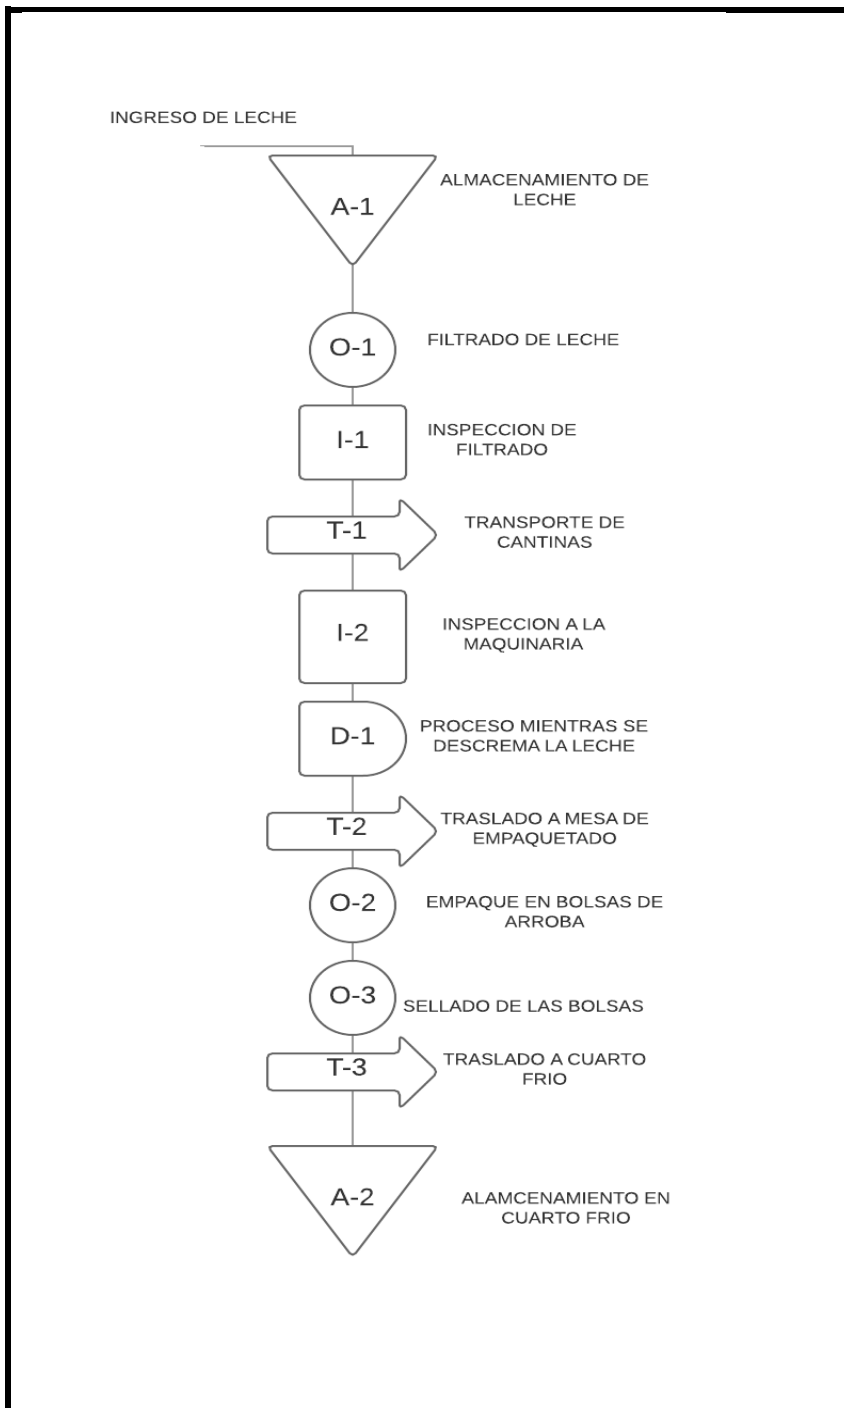 INGRESO DE LECHE
A-1
ALMACENAMIENTO DE
LECHE
O-1
FILTRADO DE LECHE
I-1
INSPECCION DE
FILTRADO
T-1
TRANSPORTE DE
CANTINAS
I-2
INSPECCION A LA
MAQUINARIA
D-1
PROCESO MIENTRAS SE
DESCREMA LA LECHE
T-2
TRASLADO A MESA DE
EMPAQUETADO
O-2
EMPAQUE EN BOLSAS DE
ARROBA
O-3
SELLADO DE LAS BOLSAS
T-3
TRASLADO A CUARTO
FRIO
A-2
ALAMCENAMIENTO EN
CUARTO FRIO